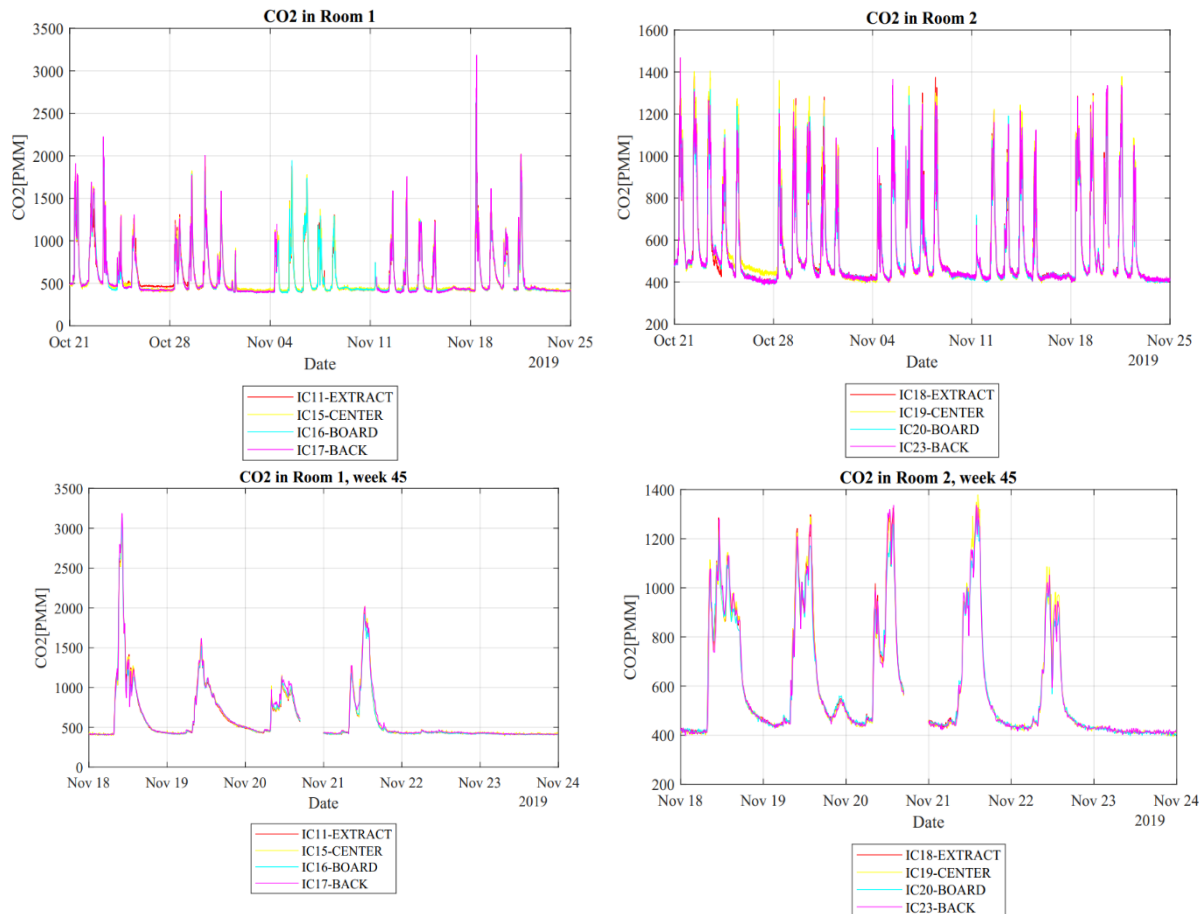 CO2 in Room 1
3500
3000
2500
2000
1500
1000
500
0
CO2[PMM]
Oct 21 Oct 28 Nov 04 Nov 11 Nov 18 Nov 25
Date
2019
IC11-EXTRACT
IC15-CENTER
IC16-BOARD
IC17-BACK
CO2 in Room 2
1600
1400
1200
1000
800
600
400
200
CO2[PMM]
Oct 21 Oct 28 Nov 04 Nov 11 Nov 18 Nov 25
Date
2019
IC18-EXTRACT
IC19-CENTER
IC20-BOARD
IC23-BACK
CO2 in Room 1, week 45
3500
3000
2500
2000
1500
1000
500
0
CO2[PMM]
Nov 18 Nov 19 Nov 20 Nov 21 Nov 22 Nov 23 Nov 24
Date
2019
IC11-EXTRACT
IC15-CENTER
IC16-BOARD
IC17-BACK
CO2 in Room 2, week 45
1400
1200
1000
800
600
400
200
CO2[PMM]
Nov 18 Nov 19 Nov 20 Nov 21 Nov 22 Nov 23 Nov 24
Date
2019
IC18-EXTRACT
IC19-CENTER
IC20-BOARD
IC23-BACK